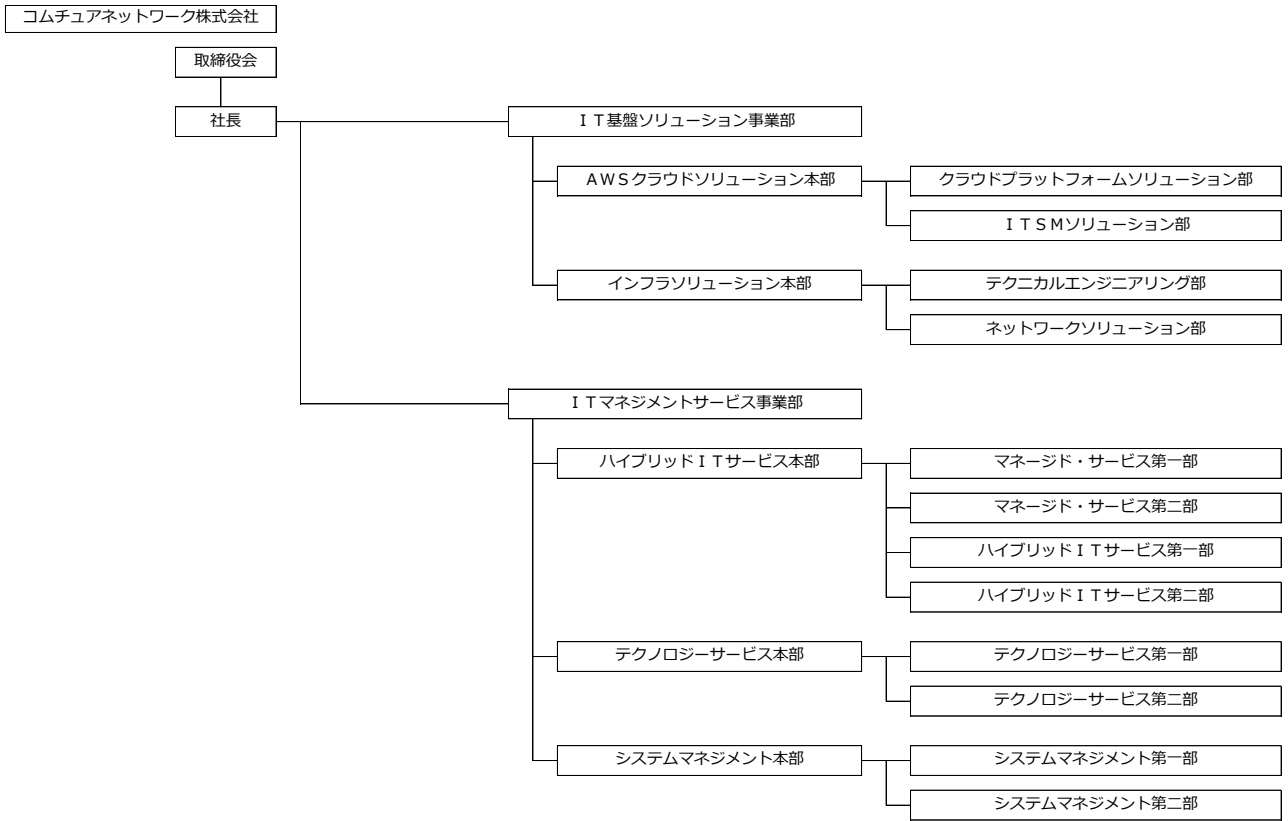 コムチュアネットワーク株式会社
取締役会
社長
ＩＴ基盤ソリューション事業部
ＡＷＳクラウドソリューション本部
クラウドプラットフォームソリューション部
ＩＴＳＭソリューション部
インフラソリューション本部
テクニカルエンジニアリング部
ネットワークソリューション部
ＩＴマネジメントサービス事業部
ハイブリッドＩＴサービス本部
マネージド・サービス第一部
マネージド・サービス第二部
ハイブリッドＩＴサービス第一部
ハイブリッドＩＴサービス第二部
テクノロジーサービス本部
テクノロジーサービス第一部
テクノロジーサービス第二部
システムマネジメント本部
システムマネジメント第一部
システムマネジメント第二部